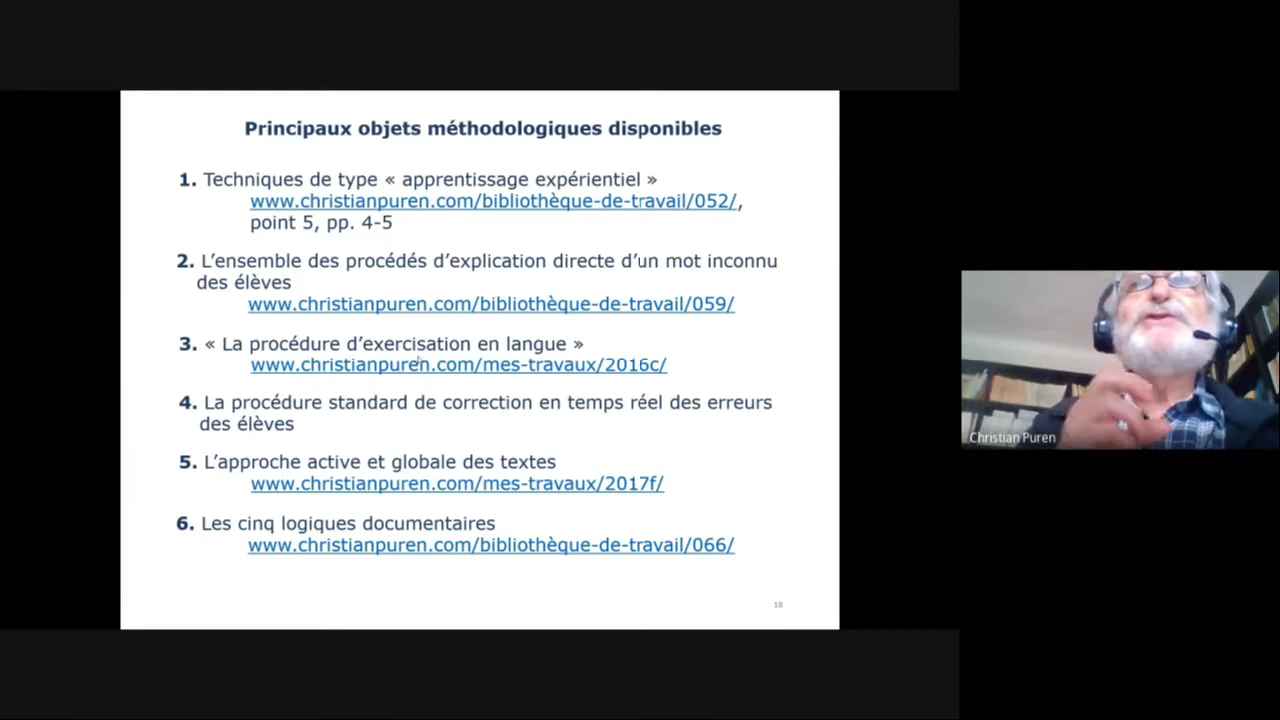 Principaux objets méthodologiques disponibles
1. Techniques de type « apprentissage expérientiel »
www.christianpuren.com/bibliothèque-de-travail/052/,
point 5, pp. 4-5
2. L’ensemble des procédés d’explication directe d’un mot inconnu
des élèves
www.christianpuren.com/bibliothèque-de-travail/059/
3. « La procédure d’exercisation en langue »
www.christianpuren.com/mes-travaux/2016c/
4. La procédure standard de correction en temps réel des erreurs
des élèves
5. L’approche active et globale des textes
www.christianpuren.com/mes-travaux/2017f/
6. Les cinq logiques documentaires
www.christianpuren.com/bibliothèque-de-travail/066/
18
Christian Puren